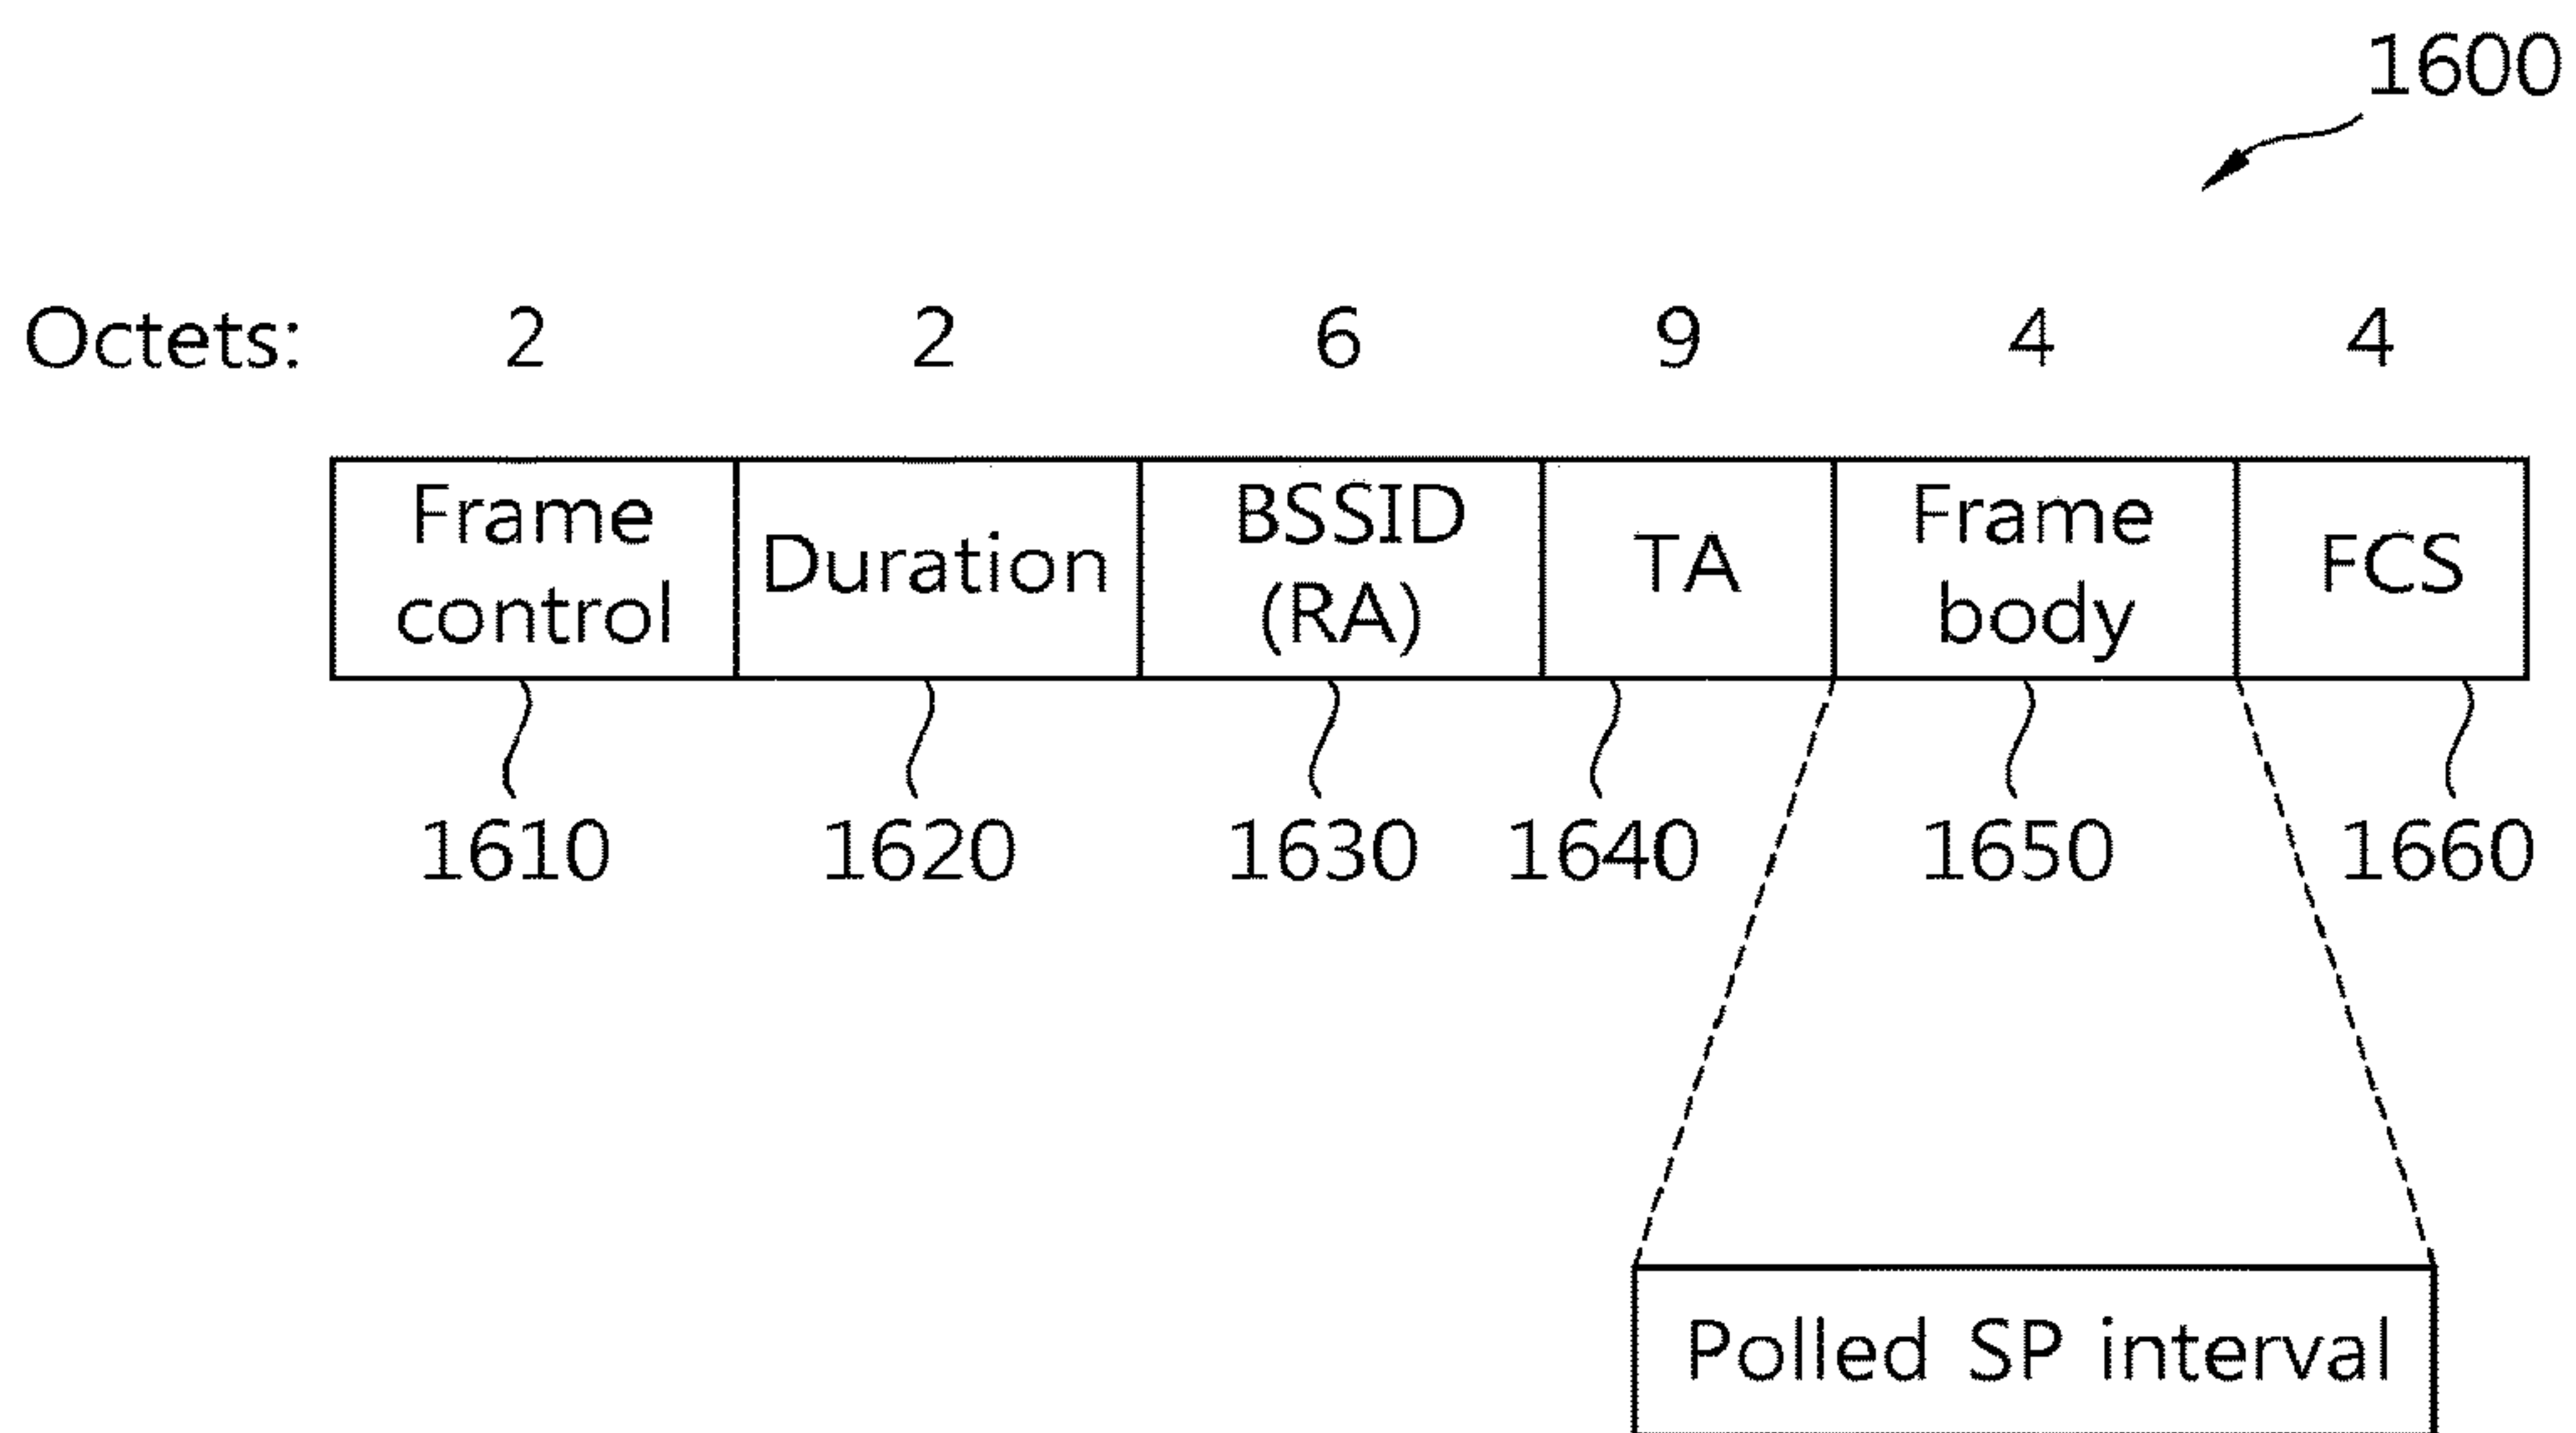 1600
Octets: 2 2 6 9 4 4
Frame control Duration BSSID (RA) TA Frame body FCS
1610 1620 1630 1640 1650 1660
Polled SP interval